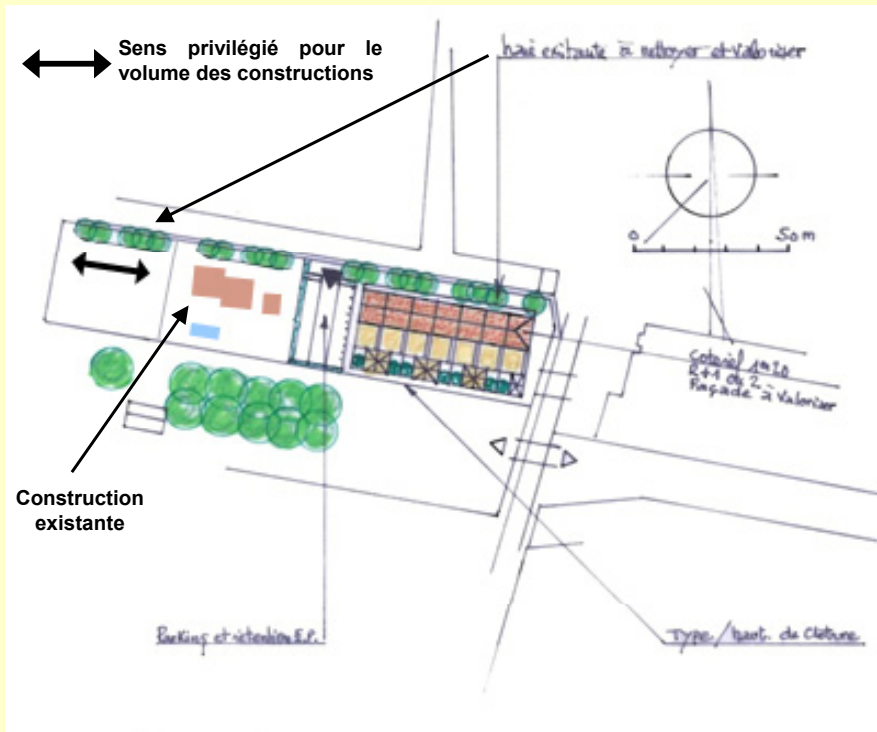 Sens privilégié pour le
volume des constructions
haie existante à nettoyer et valoriser
0
50 m
R+1 ou 2
Façade à valoriser
Construction
existante
Parking et rétention E.P.
Type / haut. de Clôture